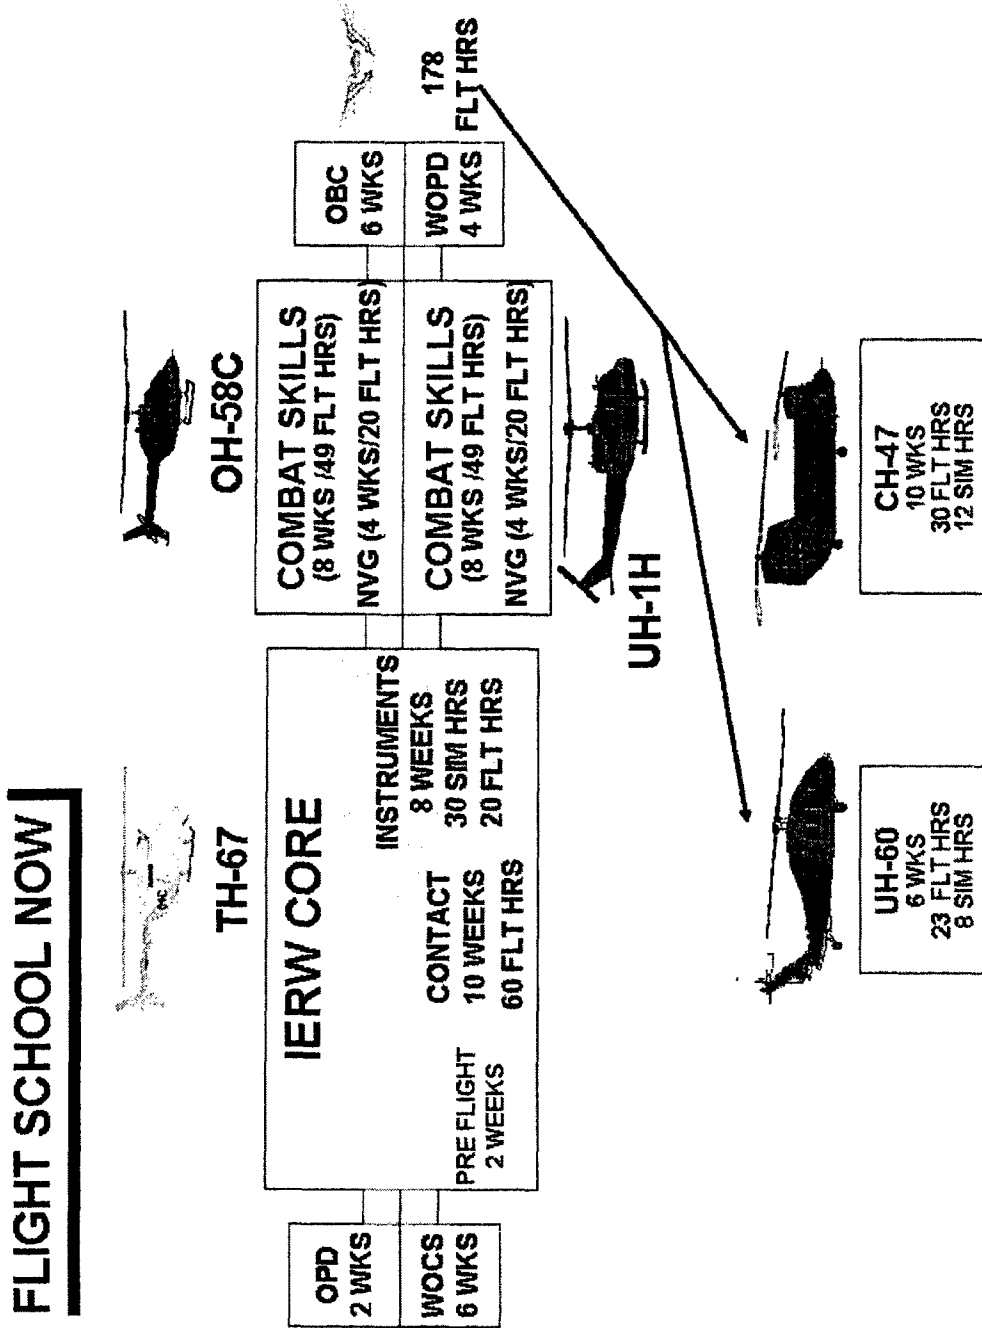 FLIGHT SCHOOL NOW
TH-67
OH-58C
OPD
2 WKS
WOCS
6 WKS
IERW CORE
PRE FLIGHT
2 WEEKS
CONTACT
10 WEEKS
60 FLT HRS
INSTRUMENTS
8 WEEKS
30 SIM HRS
20 FLT HRS
COMBAT SKILLS
(8 WKS /49 FLT HRS)
NVG (4 WKS/20 FLT HRS)
COMBAT SKILLS
(8 WKS /49 FLT HRS)
NVG (4 WKS/20 FLT HRS)
OBC
6 WKS
WOPD
4 WKS
178
FLT HRS
UH-1H
UH-60
6 WKS
23 FLT HRS
8 SIM HRS
CH-47
10 WKS
30 FLT HRS
12 SIM HRS